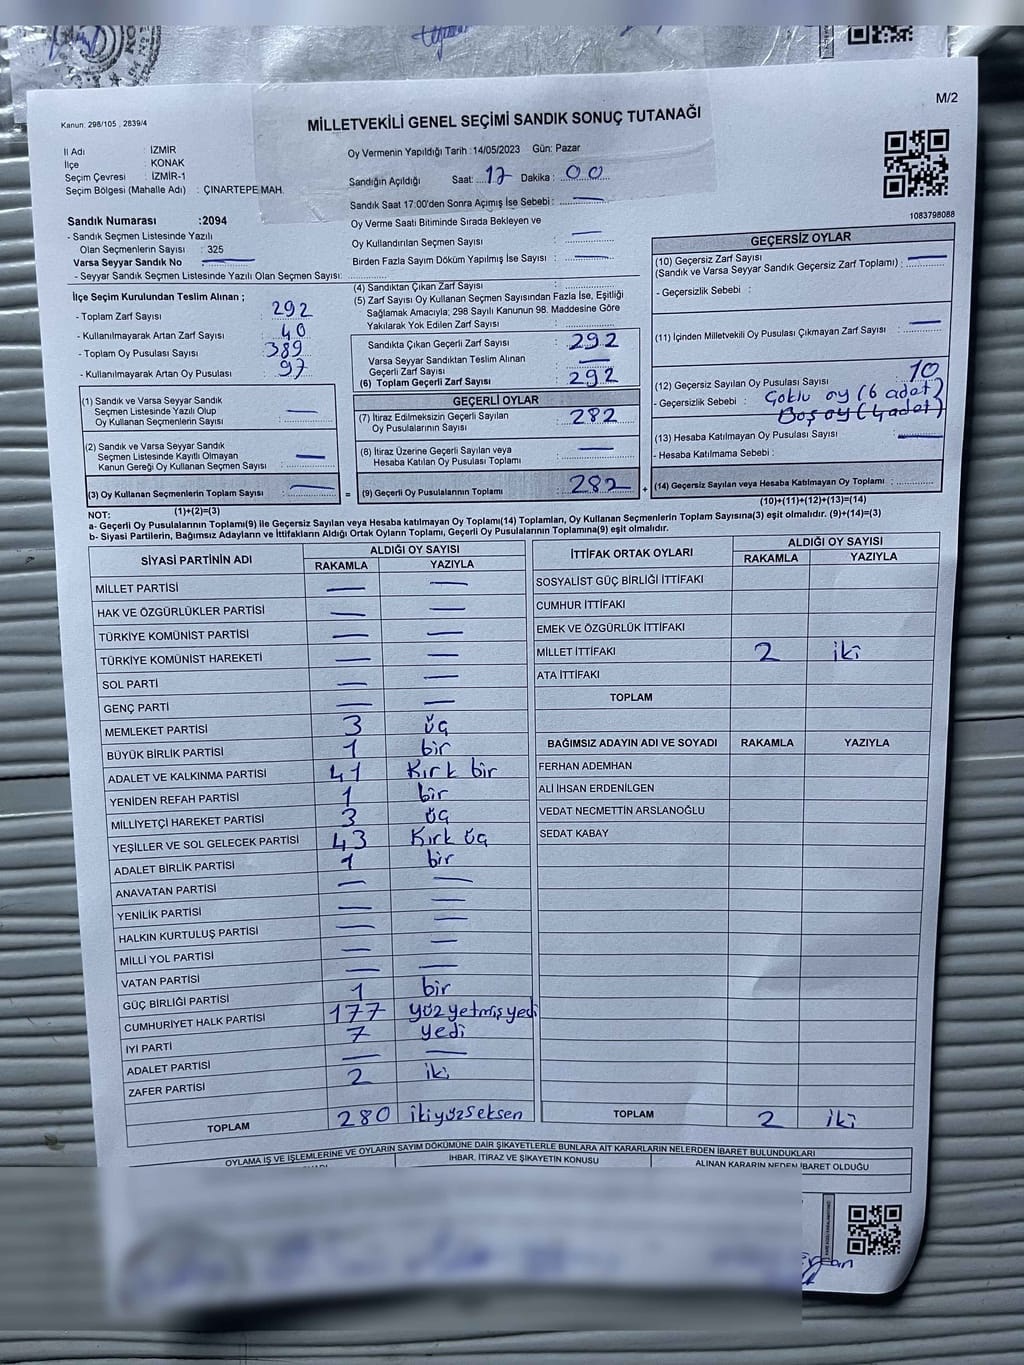 M/2
Kanun: 298/105 , 2839/4
MİLLETVEKİLİ GENEL SEÇİMİ SANDIK SONUÇ TUTANAĞI
İl Adı : İZMİR
İlçe : KONAK
Seçim Çevresi : İZMİR-1
Seçim Bölgesi (Mahalle Adı) : ÇINARTEPE MAH.
Oy Vermenin Yapıldığı Tarih :14/05/2023 Gün: Pazar
Sandığın Açıldığı Saat: 17 Dakika : 00
Sandık Saat 17:00'den Sonra Açımış İse Sebebi : —
Sandık Numarası :2094
- Sandık Seçmen Listesinde Yazılı
Olan Seçmenlerin Sayısı : 325
Varsa Seyyar Sandık No —
- Seyyar Sandık Seçmen Listesinde Yazılı Olan Seçmen Sayısı:
Oy Verme Saati Bitiminde Sırada Bekleyen ve
Oy Kullandırılan Seçmen Sayısı —
Birden Fazla Sayım Döküm Yapılmış İse Sayısı : —
1083798088
İlçe Seçim Kurulundan Teslim Alınan ;
- Toplam Zarf Sayısı : 292
- Kullanılmayarak Artan Zarf Sayısı : 40
- Toplam Oy Pusulası Sayısı : 389
- Kullanılmayarak Artan Oy Pusulası : 97
(1) Sandık ve Varsa Seyyar Sandık
Seçmen Listesinde Yazılı Olup
Oy Kullanan Seçmenlerin Sayısı : —
(2) Sandık ve Varsa Seyyar Sandık
Seçmen Listesinde Kayıtlı Olmayan
Kanun Gereği Oy Kullanan Seçmen Sayısı : —
(3) Oy Kullanan Seçmenlerin Toplam Sayısı : —
(1)+(2)=(3)
(4) Sandıktan Çıkan Zarf Sayısı :
(5) Zarf Sayısı Oy Kullanan Seçmen Sayısından Fazla İse, Eşitliği
Sağlamak Amacıyla; 298 Sayılı Kanunun 98. Maddesine Göre
Yakılarak Yok Edilen Zarf Sayısı :
Sandıkta Çıkan Geçerli Zarf Sayısı : 292
Varsa Seyyar Sandıktan Teslim Alınan
Geçerli Zarf Sayısı : —
(6) Toplam Geçerli Zarf Sayısı : 292
GEÇERLİ OYLAR
(7) İtiraz Edilmeksizin Geçerli Sayılan
Oy Pusulalarının Sayısı : 282
(8) İtiraz Üzerine Geçerli Sayılan veya
Hesaba Katılan Oy Pusulası Toplamı : —
= (9) Geçerli Oy Pusulalarının Toplamı : 282 +
GEÇERSİZ OYLAR
(10) Geçersiz Zarf Sayısı
(Sandık ve Varsa Seyyar Sandık Geçersiz Zarf Toplamı) : —
- Geçersizlik Sebebi :
(11) İçinden Milletvekili Oy Pusulası Çıkmayan Zarf Sayısı : —
(12) Geçersiz Sayılan Oy Pusulası Sayısı : 10
- Geçersizlik Sebebi : Çoklu oy (6 adet)
Boş oy (4 adet)
(13) Hesaba Katılmayan Oy Pusulası Sayısı : —
- Hesaba Katılmama Sebebi :
(14) Geçersiz Sayılan veya Hesaba Katılmayan Oy Toplamı :
(10)+(11)+(12)+(13)=(14)
NOT:
a- Geçerli Oy Pusulalarının Toplamı(9) ile Geçersiz Sayılan veya Hesaba katılmayan Oy Toplamı(14) Toplamları, Oy Kullanan Seçmenlerin Toplam Sayısına(3) eşit olmalıdır. (9)+(14)=(3)
b- Siyasi Partilerin, Bağımsız Adayların ve İttifakların Aldığı Ortak Oyların Toplamı, Geçerli Oy Pusulalarının Toplamına(9) eşit olmalıdır.
SİYASİ PARTİNİN ADI ALDIĞI OY SAYISI
RAKAMLA YAZIYLA
MİLLET PARTİSİ — —
HAK VE ÖZGÜRLÜKLER PARTİSİ — —
TÜRKİYE KOMÜNİST PARTİSİ — —
TÜRKİYE KOMÜNİST HAREKETİ — —
SOL PARTİ — —
GENÇ PARTİ — —
MEMLEKET PARTİSİ 3 üç
BÜYÜK BİRLİK PARTİSİ 1 bir
ADALET VE KALKINMA PARTİSİ 41 Kırk bir
YENİDEN REFAH PARTİSİ 1 bir
MİLLİYETÇİ HAREKET PARTİSİ 3 üç
YEŞİLLER VE SOL GELECEK PARTİSİ 43 Kırk üç
ADALET BİRLİK PARTİSİ 1 bir
ANAVATAN PARTİSİ — —
YENİLİK PARTİSİ — —
HALKIN KURTULUŞ PARTİSİ — —
MİLLİ YOL PARTİSİ — —
VATAN PARTİSİ — —
GÜÇ BİRLİĞİ PARTİSİ 1 bir
CUMHURİYET HALK PARTİSİ 177 yüz yetmiş yedi
İYİ PARTİ 7 yedi
ADALET PARTİSİ — —
ZAFER PARTİSİ 2 iki
TOPLAM 280 ikiyüzseksen
İTTİFAK ORTAK OYLARI ALDIĞI OY SAYISI
RAKAMLA YAZIYLA
SOSYALİST GÜÇ BİRLİĞİ İTTİFAKI
CUMHUR İTTİFAKI
EMEK VE ÖZGÜRLÜK İTTİFAKI
MİLLET İTTİFAKI 2 iki
ATA İTTİFAKI
TOPLAM
BAĞIMSIZ ADAYIN ADI VE SOYADI RAKAMLA YAZIYLA
FERHAN ADEMHAN
ALİ İHSAN ERDENİLGEN
VEDAT NECMETTİN ARSLANOĞLU
SEDAT KABAY
TOPLAM 2 iki
OYLAMA İŞ VE İŞLEMLERİNE VE OYLARIN SAYIM DÖKÜMÜNE DAİR ŞİKAYETLERLE BUNLARA AİT KARARLARIN NELERDEN İBARET BULUNDUKLARI
İHBAR, İTİRAZ VE ŞİKAYETİN KONUSU
ALINAN KARARIN NEDEN İBARET OLDUĞU